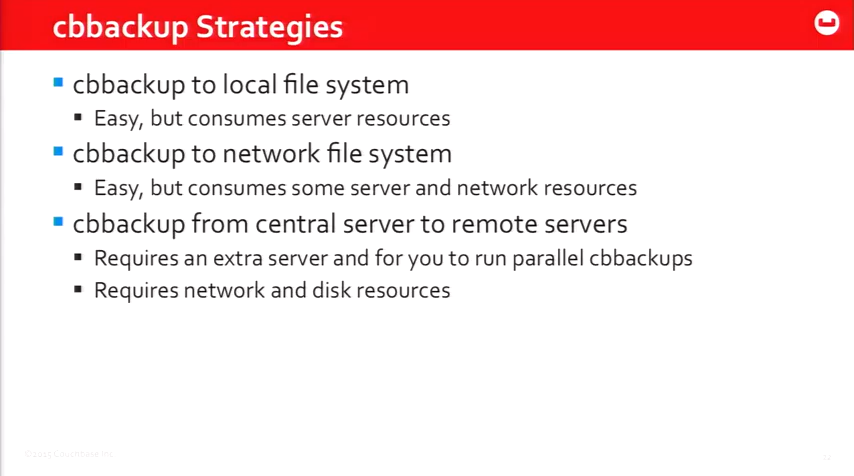 cbbackup Strategies
cbbackup to local file system
Easy, but consumes server resources
cbbackup to network file system
Easy, but consumes some server and network resources
cbbackup from central server to remote servers
Requires an extra server and for you to run parallel cbbackups
Requires network and disk resources